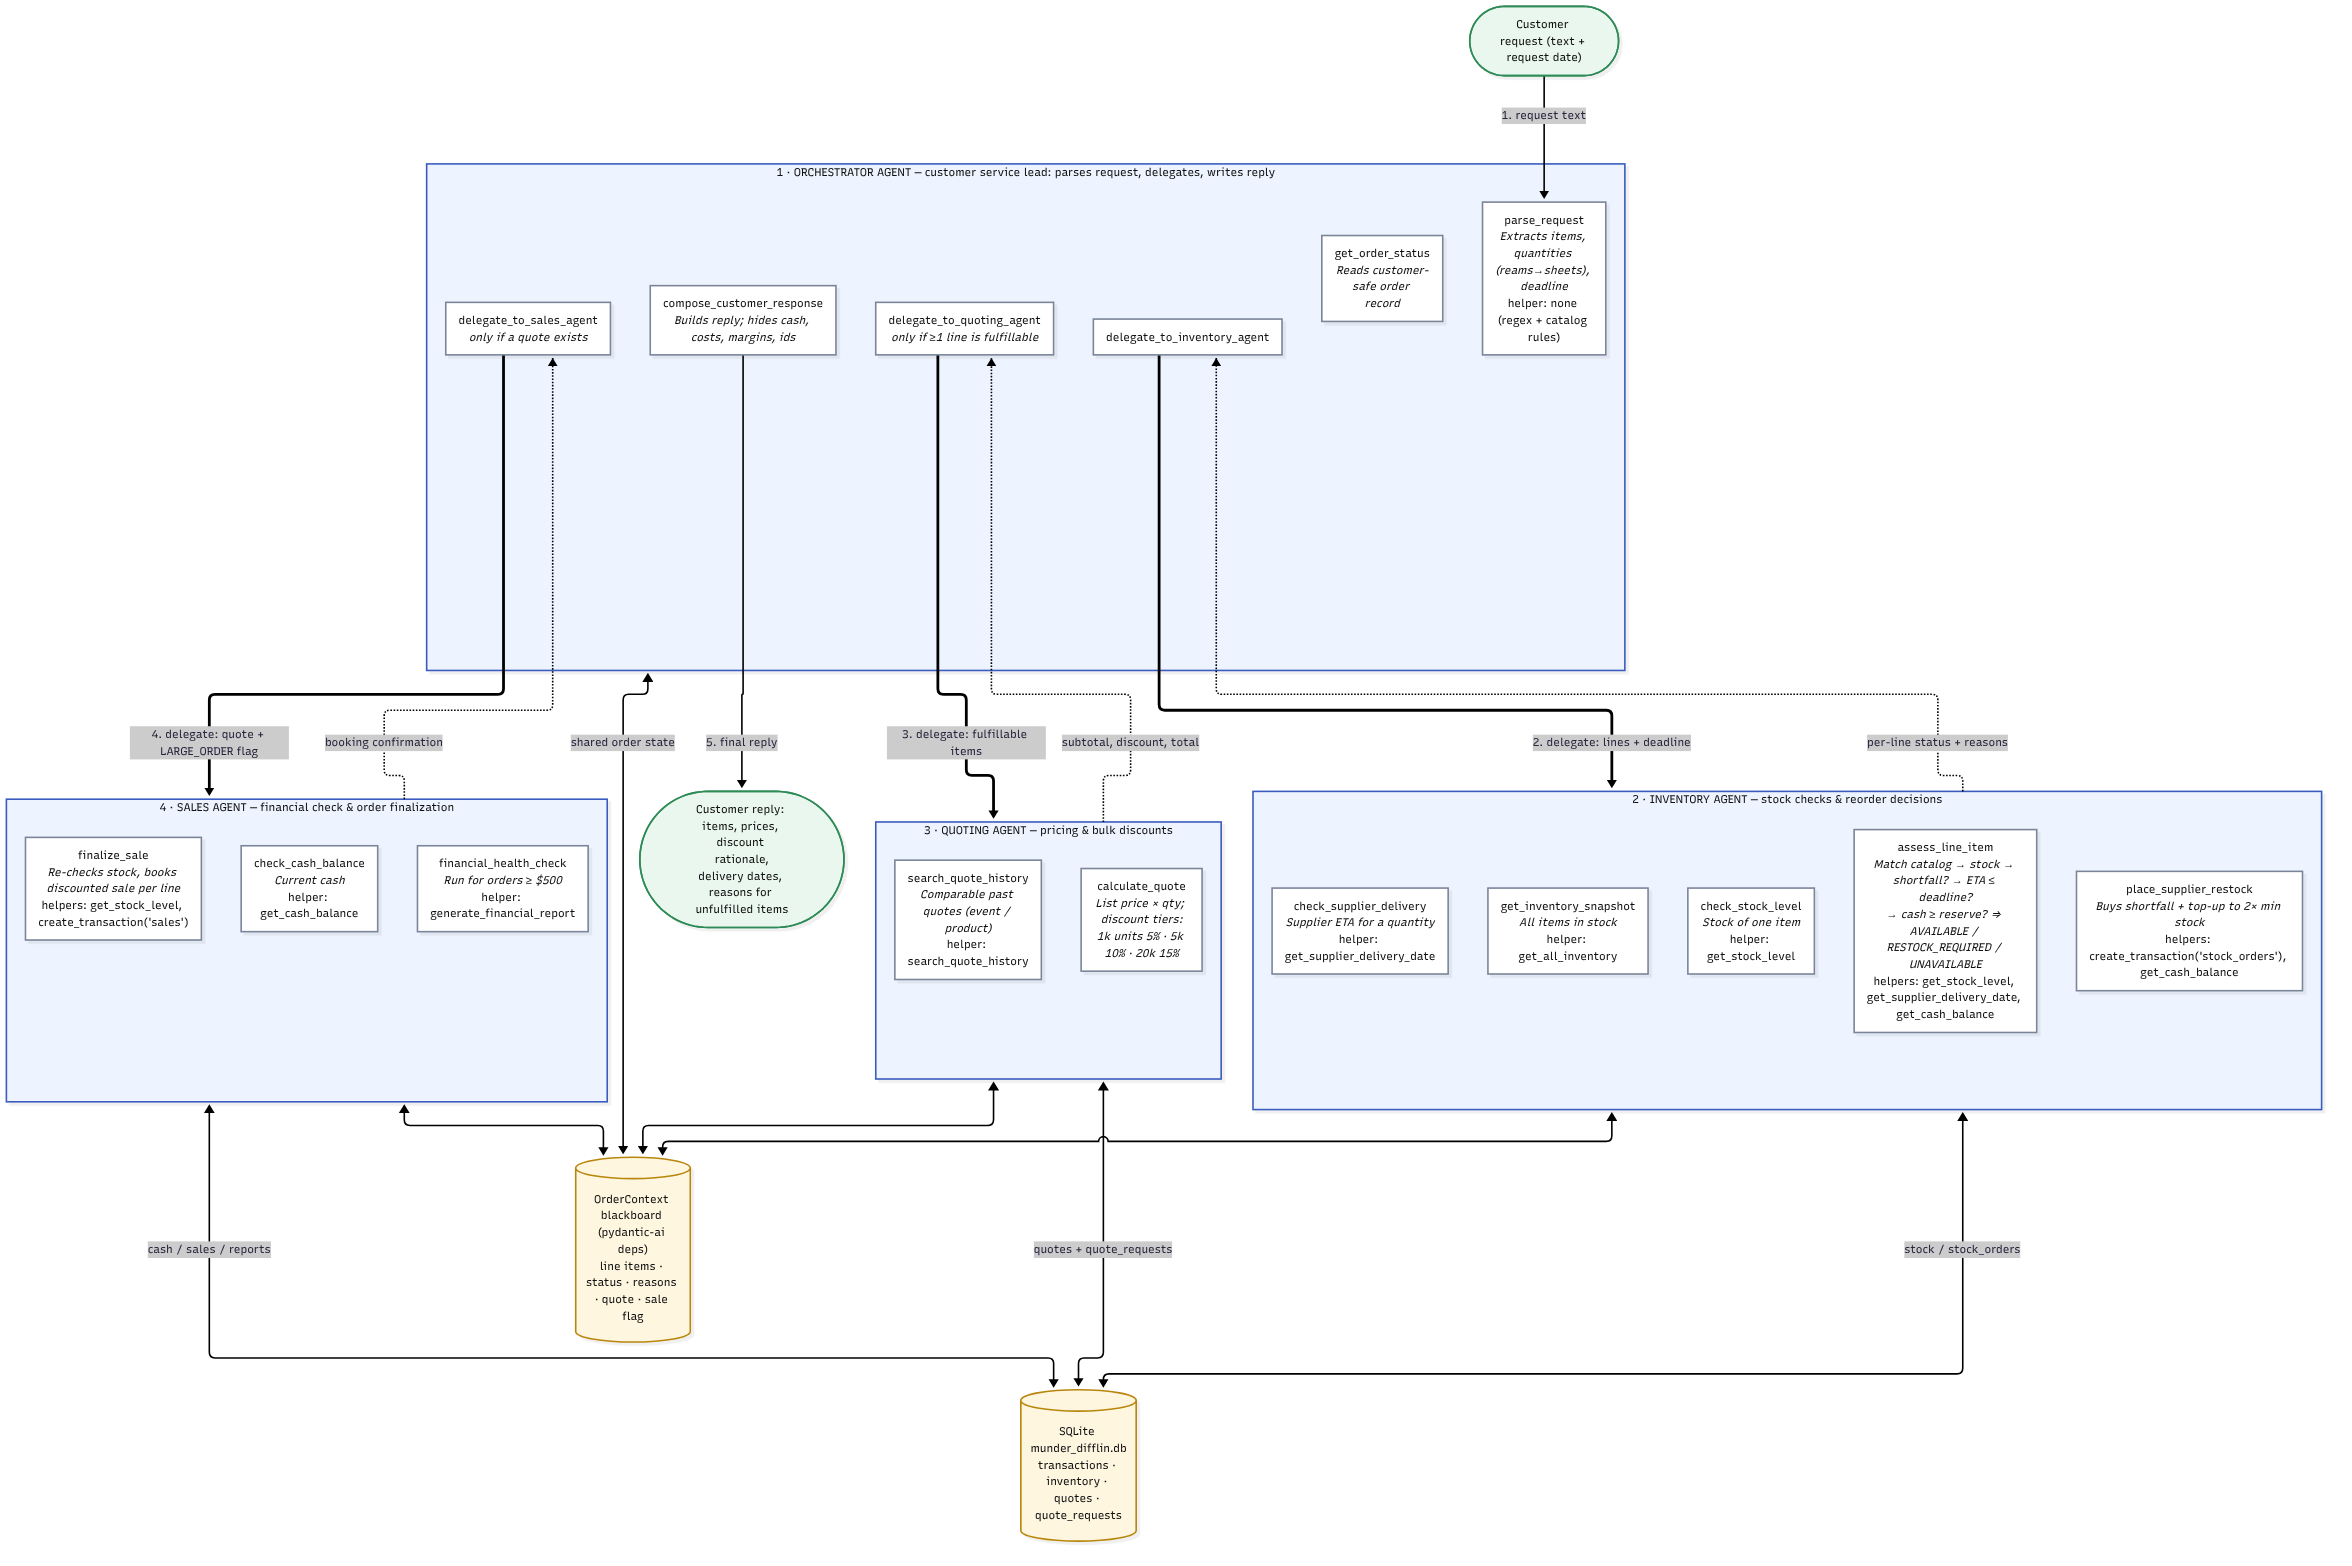 Customer
request (text +
request date)
1. request text
1 · ORCHESTRATOR AGENT — customer service lead: parses request, delegates, writes reply
delegate_to_sales_agent
only if a quote exists
compose_customer_response
Builds reply; hides cash,
costs, margins, ids
delegate_to_quoting_agent
only if ≥1 line is fulfillable
delegate_to_inventory_agent
get_order_status
Reads customer-
safe order
record
parse_request
Extracts items,
quantities
(reams→sheets),
deadline
helper: none
(regex + catalog
rules)
4. delegate: quote +
LARGE_ORDER flag
booking confirmation
shared order state
5. final reply
3. delegate: fulfillable
items
subtotal, discount, total
2. delegate: lines + deadline
per-line status + reasons
4 · SALES AGENT — financial check & order finalization
finalize_sale
Re-checks stock, books
discounted sale per line
helpers: get_stock_level,
create_transaction('sales')
check_cash_balance
Current cash
helper:
get_cash_balance
financial_health_check
Run for orders ≥ $500
helper:
generate_financial_report
Customer reply:
items, prices,
discount
rationale,
delivery dates,
reasons for
unfulfilled items
3 · QUOTING AGENT — pricing & bulk discounts
search_quote_history
Comparable past
quotes (event /
product)
helper:
search_quote_history
calculate_quote
List price × qty;
discount tiers:
1k units 5% · 5k
10% · 20k 15%
2 · INVENTORY AGENT — stock checks & reorder decisions
check_supplier_delivery
Supplier ETA for a quantity
helper:
get_supplier_delivery_date
get_inventory_snapshot
All items in stock
helper:
get_all_inventory
check_stock_level
Stock of one item
helper:
get_stock_level
assess_line_item
Match catalog → stock →
shortfall? → ETA ≤
deadline?
→ cash ≥ reserve? ⇒
AVAILABLE /
RESTOCK_REQUIRED /
UNAVAILABLE
helpers: get_stock_level,
get_supplier_delivery_date,
get_cash_balance
place_supplier_restock
Buys shortfall + top-up to 2× min
stock
helpers:
create_transaction('stock_orders'),
get_cash_balance
OrderContext
blackboard
(pydantic-ai
deps)
line items ·
status · reasons
· quote · sale
flag
cash / sales / reports
quotes + quote_requests
stock / stock_orders
SQLite
munder_difflin.db
transactions ·
inventory ·
quotes ·
quote_requests